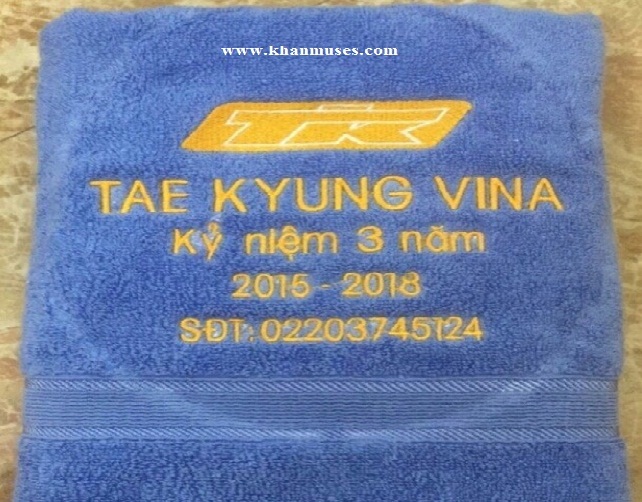 www.khanmuses.com
TK
TAE KYUNG VINA
Kỷ niệm 3 năm
2015 - 2018
SĐT: 02203745124